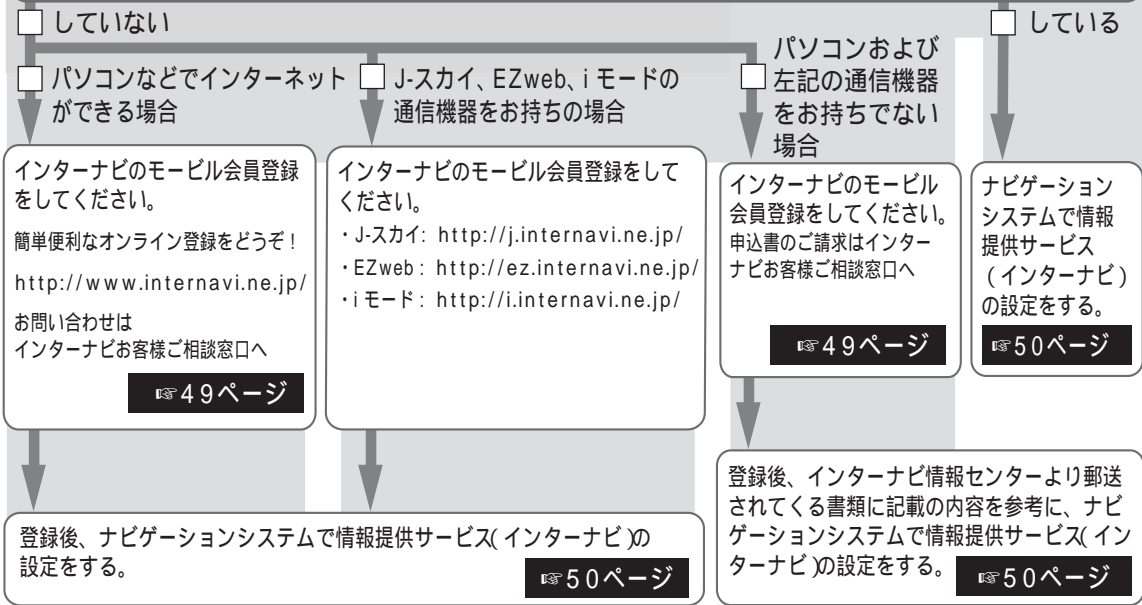 していない
している
パソコンなどでインターネット
ができる場合
J-スカイ、EZweb、i モードの
通信機器をお持ちの場合
パソコンおよび
左記の通信機器
をお持ちでない
場合
インターナビのモービル会員登録
をしてください。
簡単便利なオンライン登録をどうぞ！
http://www.internavi.ne.jp/
お問い合わせは
インターナビお客様ご相談窓口へ
☞49ページ
インターナビのモービル会員登録をして
ください。
・J-スカイ: http://j.internavi.ne.jp/
・EZweb : http://ez.internavi.ne.jp/
・i モード : http://i.internavi.ne.jp/
インターナビのモービル
会員登録をしてください。
申込書のご請求はインター
ナビお客様ご相談窓口へ
☞49ページ
ナビゲーション
システムで情報
提供サービス
（インターナビ）
の設定をする。
☞50ページ
登録後、ナビゲーションシステムで情報提供サービス(インターナビ)の
設定をする。
☞50ページ
登録後、インターナビ情報センターより郵送
されてくる書類に記載の内容を参考に、ナビ
ゲーションシステムで情報提供サービス(イン
ターナビ)の設定をする。
☞50ページ